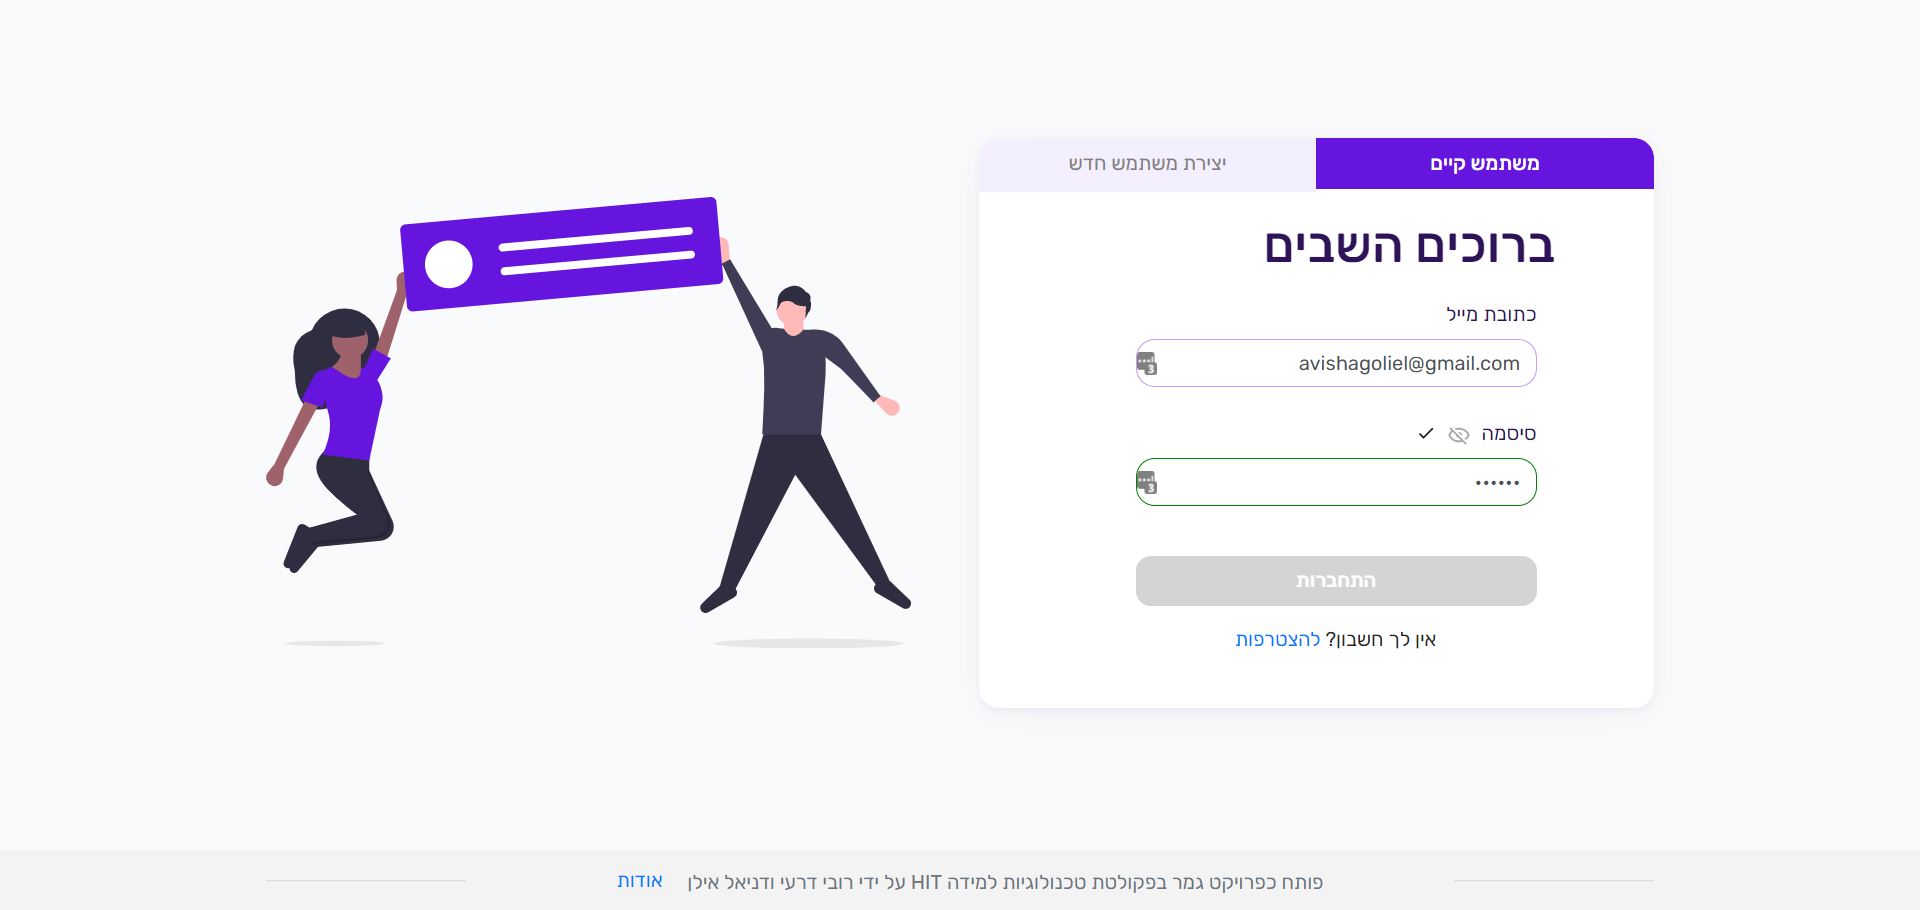 משתמש קיים
יצירת משתמש חדש
ברוכים השבים
כתובת מייל
avishagoliel@gmail.com
סיסמה
••••••
התחברות
אין לך חשבון? להצטרפות
פותח כפרויקט גמר בפקולטת טכנולוגיות למידה HIT על ידי רובי דרעי ודניאל אילן אודות